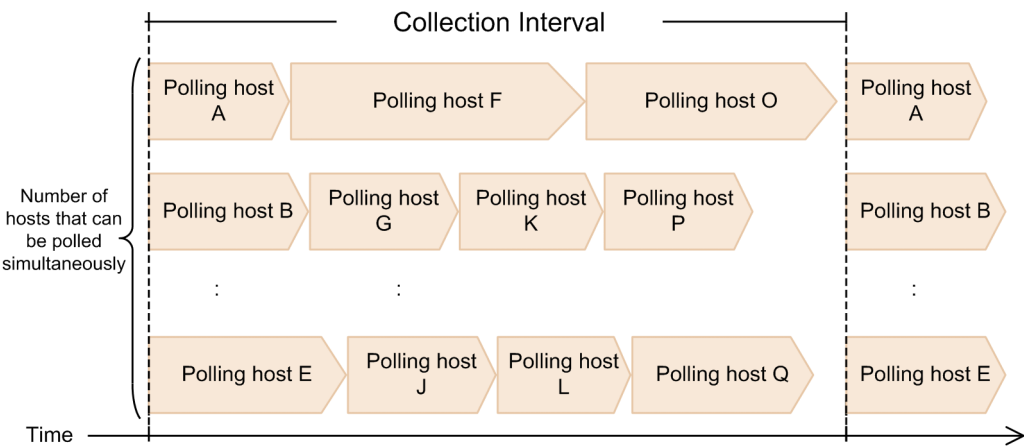 Collection Interval
Polling host
A
Polling host F
Polling host O
Polling host
A
Number of
hosts that can
be polled
simultaneously
Polling host B
Polling host
G
Polling host
K
Polling host
P
Polling host B
:
:
:
Polling host E
Polling host
J
Polling host
L
Polling host Q
Polling host E
Time